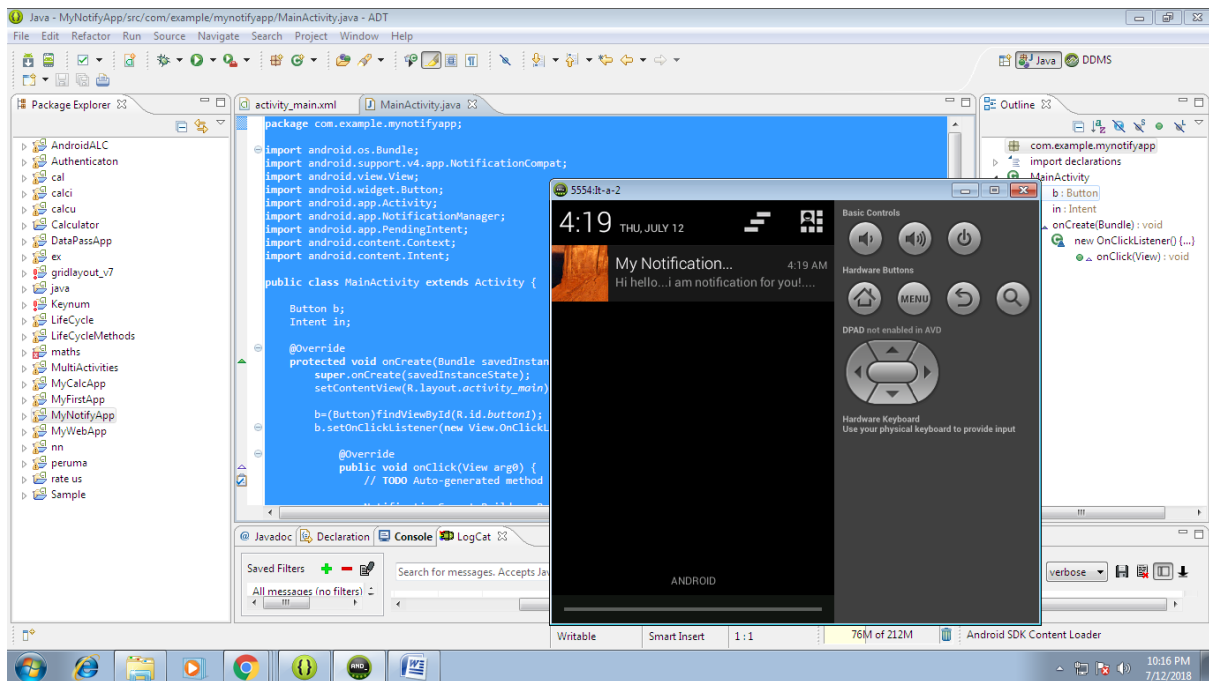 Java - MyNotifyApp/src/com/example/mynotifyapp/MainActivity.java - ADT
File Edit Refactor Run Source Navigate Search Project Window Help
Java DDMS
Package Explorer
AndroidALC
Authenticaton
cal
calci
calcu
Calculator
DataPassApp
ex
gridlayout_v7
java
Keynum
LifeCycle
LifeCycleMethods
maths
MultiActivities
MyCalcApp
MyFirstApp
MyNotifyApp
MyWebApp
nn
peruma
rate us
Sample
activity_main.xml MainActivity.java
package com.example.mynotifyapp;
import android.os.Bundle;
import android.support.v4.app.NotificationCompat;
import android.view.View;
import android.widget.Button;
import android.app.Activity;
import android.app.NotificationManager;
import android.app.PendingIntent;
import android.content.Context;
import android.content.Intent;
public class MainActivity extends Activity {
Button b;
Intent in;
@Override
protected void onCreate(Bundle savedInstan
super.onCreate(savedInstanceState);
setContentView(R.layout.activity_main)
b=(Button)findViewById(R.id.button1);
b.setOnClickListener(new View.OnClickL
@Override
public void onClick(View arg0) {
// TODO Auto-generated method
5554:It-a-2
4:19 THU, JULY 12
My Notification... 4:19 AM
Hi hello...i am notification for you!....
ANDROID
Basic Controls
Hardware Buttons
MENU
DPAD not enabled in AVD
Hardware Keyboard
Use your physical keyboard to provide input
Outline
com.example.mynotifyapp
import declarations
MainActivity
b : Button
in : Intent
onCreate(Bundle) : void
new OnClickListener() {...}
onClick(View) : void
@ Javadoc Declaration Console LogCat
Saved Filters
Search for messages. Accepts Jav
verbose
All messages (no filters)
Writable Smart Insert 1 : 1 76M of 212M Android SDK Content Loader
10:16 PM
7/12/2018